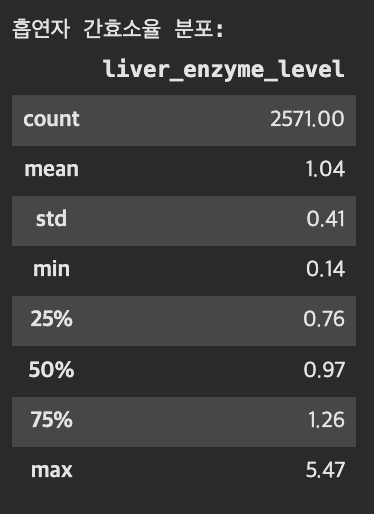 흡연자 간효소율 분포:
liver_enzyme_level
count 2571.00
mean 1.04
std 0.41
min 0.14
25% 0.76
50% 0.97
75% 1.26
max 5.47